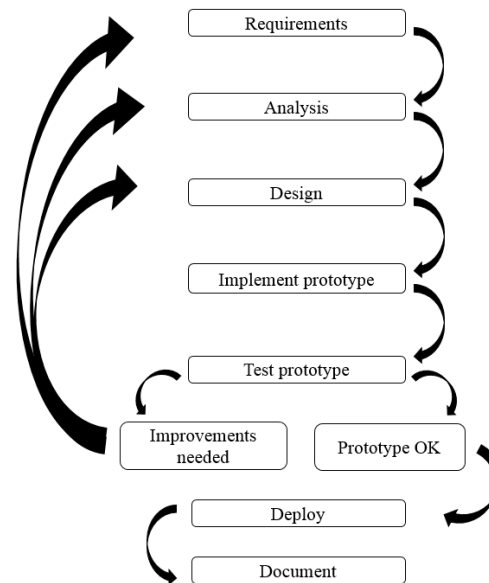 Requirements
Analysis
Design
Implement prototype
Test prototype
Improvements
needed
Prototype OK
Deploy
Document